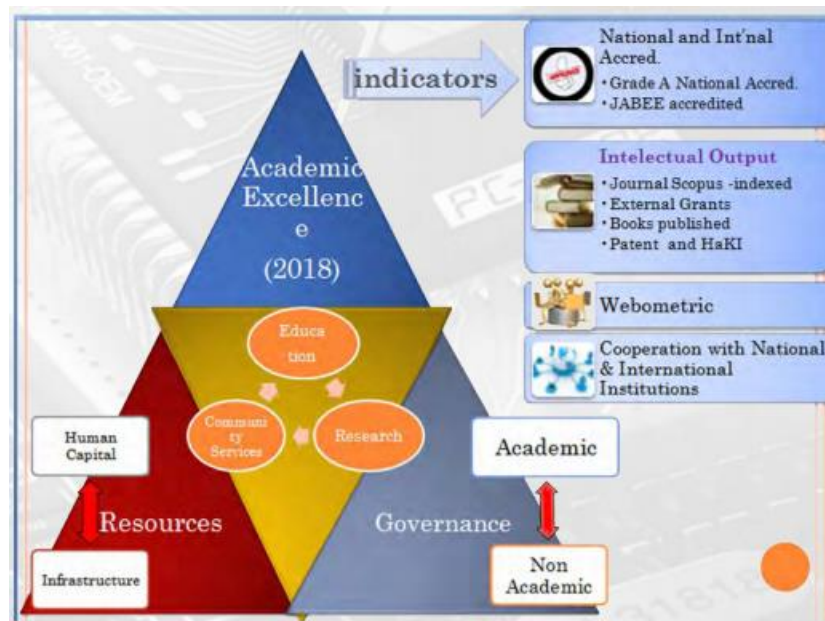 indicators
National and Int'nal
Accred.
• Grade A National Accred.
• JABEE accredited
Intelectual Output
• Journal Scopus -indexed
• External Grants
• Books published
• Patent and HaKI
Webometric
Cooperation with National
& International
Institutions
Academic
Excellenc
e
(2018)
Educa
tion
Communi
ty
Services
Research
Human
Capital
Resources
Infrastructure
Governance
Academic
Non
Academic